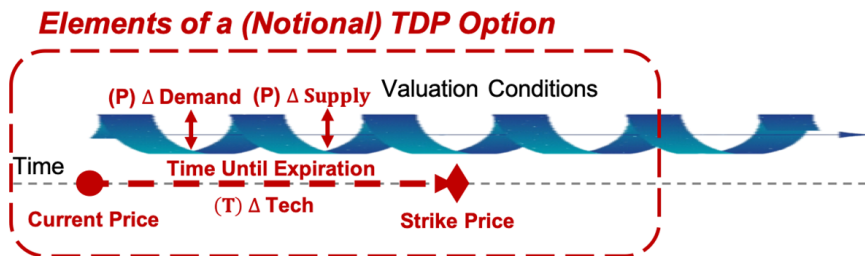 Elements of a (Notional) TDP Option
(P) Δ Demand (P) Δ Supply Valuation Conditions
Time
Time Until Expiration
(T) Δ Tech
Current Price
Strike Price